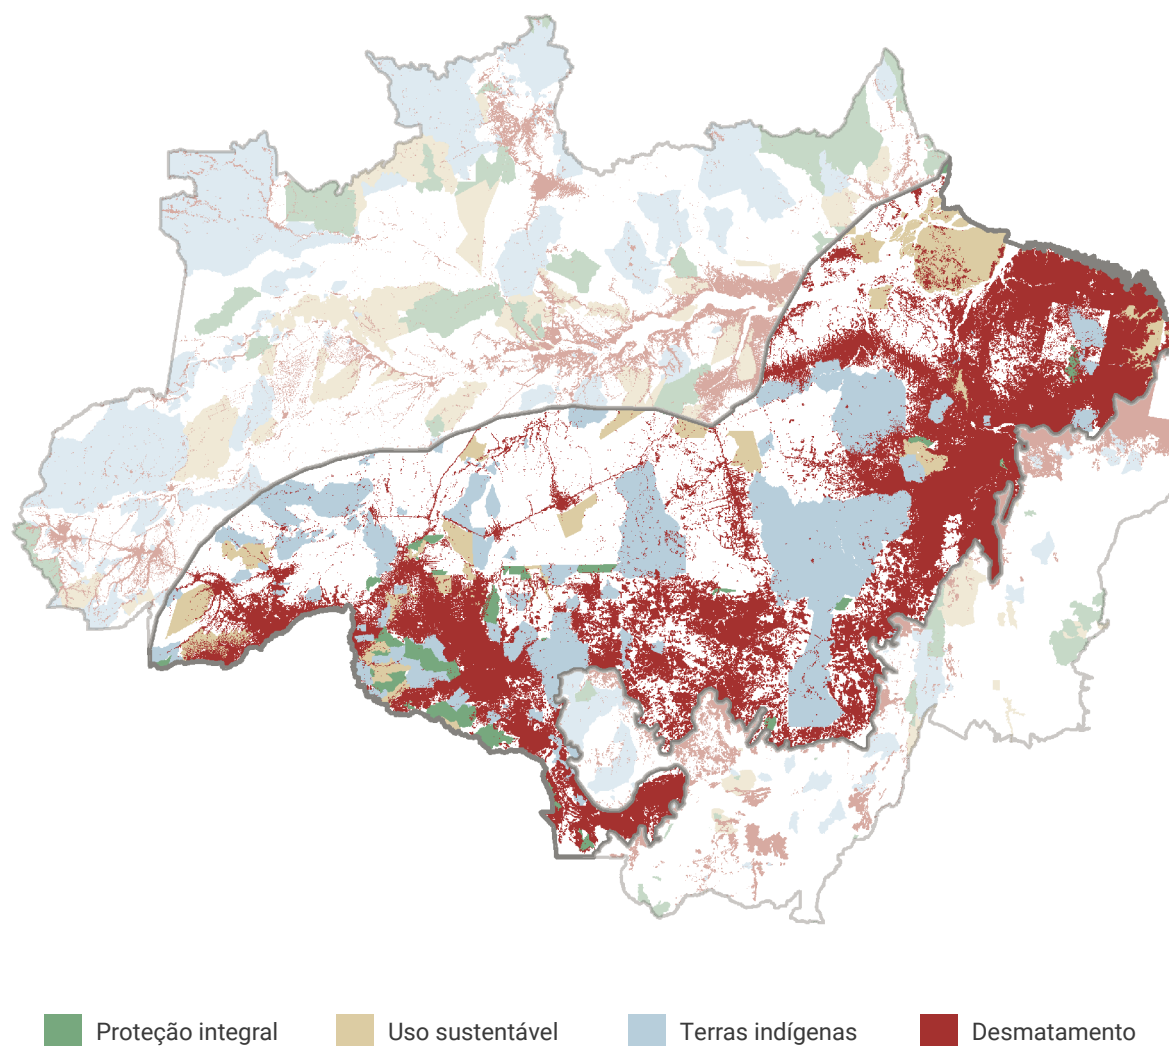 Proteção integral
Uso sustentável
Terras indígenas
Desmatamento